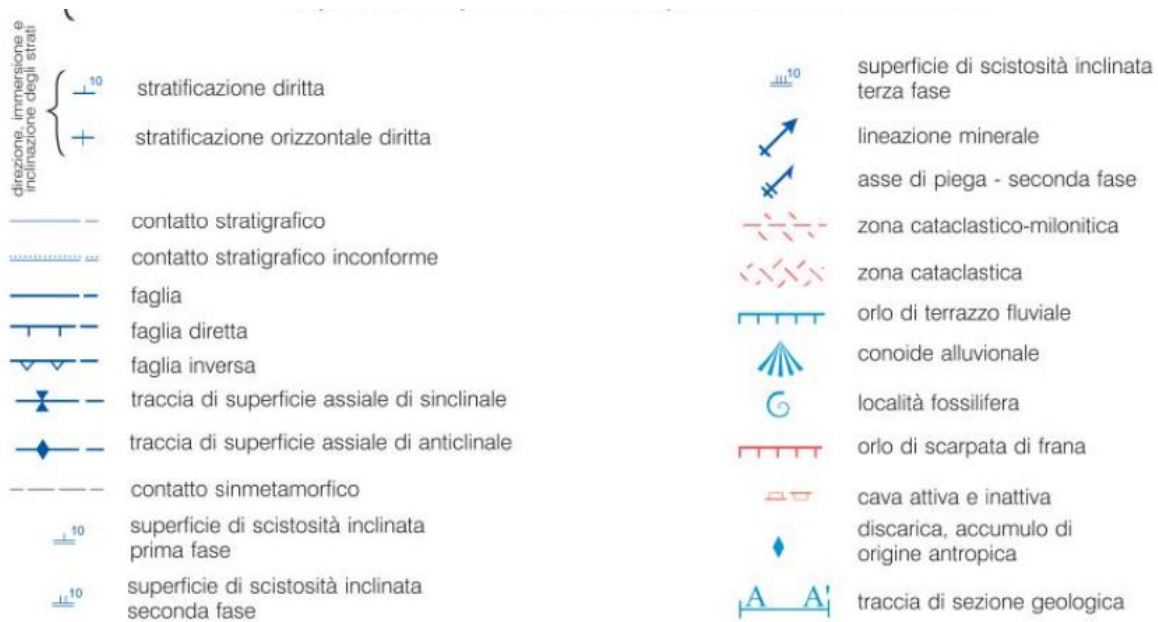 direzione, immersione e
inclinazione degli strati
10
stratificazione diritta
stratificazione orizzontale diritta
contatto stratigrafico
contatto stratigrafico inconforme
faglia
faglia diretta
faglia inversa
traccia di superficie assiale di sinclinale
traccia di superficie assiale di anticlinale
contatto sinmetamorfico
10
superficie di scistosità inclinata
prima fase
10
superficie di scistosità inclinata
seconda fase
10
superficie di scistosità inclinata
terza fase
lineazione minerale
asse di piega - seconda fase
zona cataclastico-milonitica
zona cataclastica
orlo di terrazzo fluviale
conoide alluvionale
località fossilifera
orlo di scarpata di frana
cava attiva e inattiva
discarica, accumulo di
origine antropica
A A'
traccia di sezione geologica